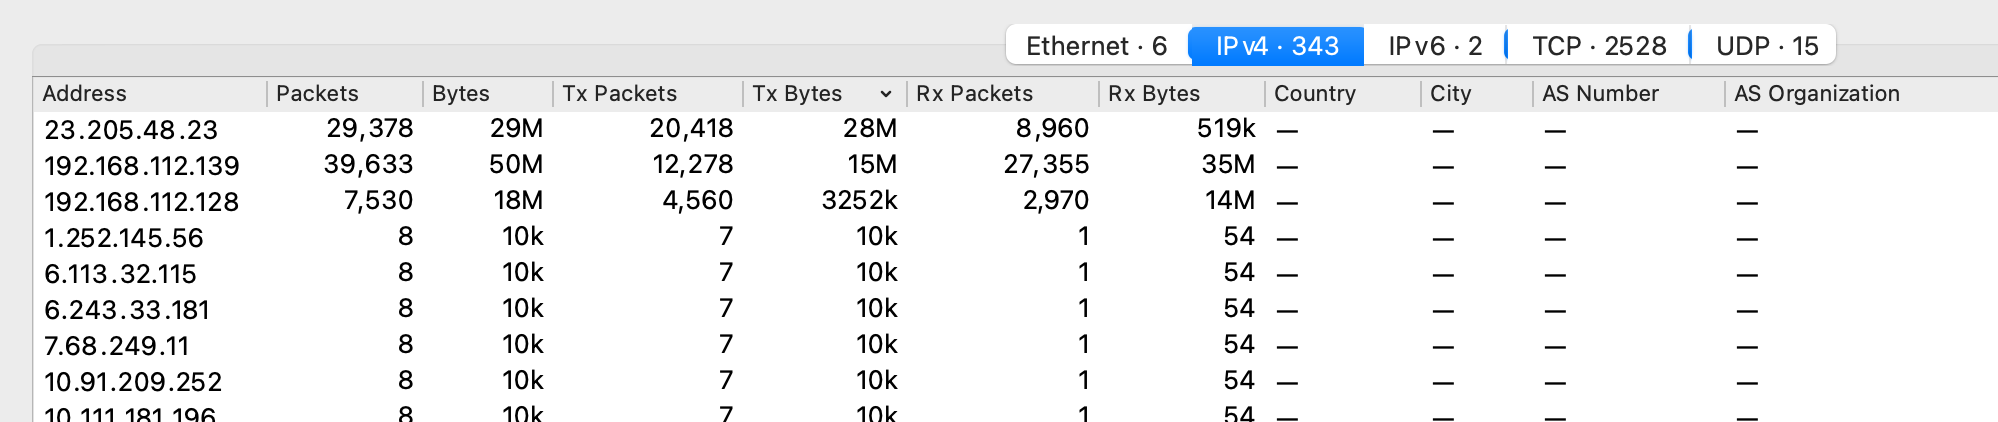 Ethernet · 6 IPv4 · 343 IPv6 · 2 TCP · 2528 UDP · 15
Address Packets Bytes Tx Packets Tx Bytes Rx Packets Rx Bytes Country City AS Number AS Organization
23.205.48.23 29,378 29M 20,418 28M 8,960 519k — — — —
192.168.112.139 39,633 50M 12,278 15M 27,355 35M — — — —
192.168.112.128 7,530 18M 4,560 3252k 2,970 14M — — — —
1.252.145.56 8 10k 7 10k 1 54 — — — —
6.113.32.115 8 10k 7 10k 1 54 — — — —
6.243.33.181 8 10k 7 10k 1 54 — — — —
7.68.249.11 8 10k 7 10k 1 54 — — — —
10.91.209.252 8 10k 7 10k 1 54 — — — —
10.111.181.196 8 10k 7 10k 1 54 — — — —